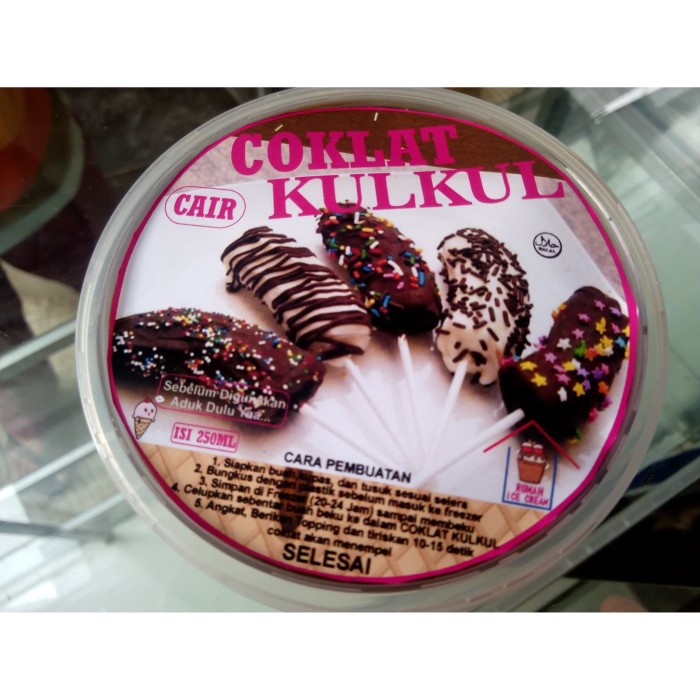 COKLAT
KULKUL
CAIR
حلال
HALAL
Sebelum Digunakan
Aduk Dulu Yaa...
ISI 250ML
RUMAH
ICE CREAM
CARA PEMBUATAN
1. Siapkan buah, kupas, dan tusuk sesuai selera
2. Bungkus dengan plastik sebelum masuk ke freezer
3. Simpan di Freezer (20-24 Jam) sampai membeku
4. Celupkan sebentar buah beku ke dalam COKLAT KULKUL
5. Angkat, Berikan Topping dan tiriskan 10-15 detik
coklat akan menempel
SELESAI